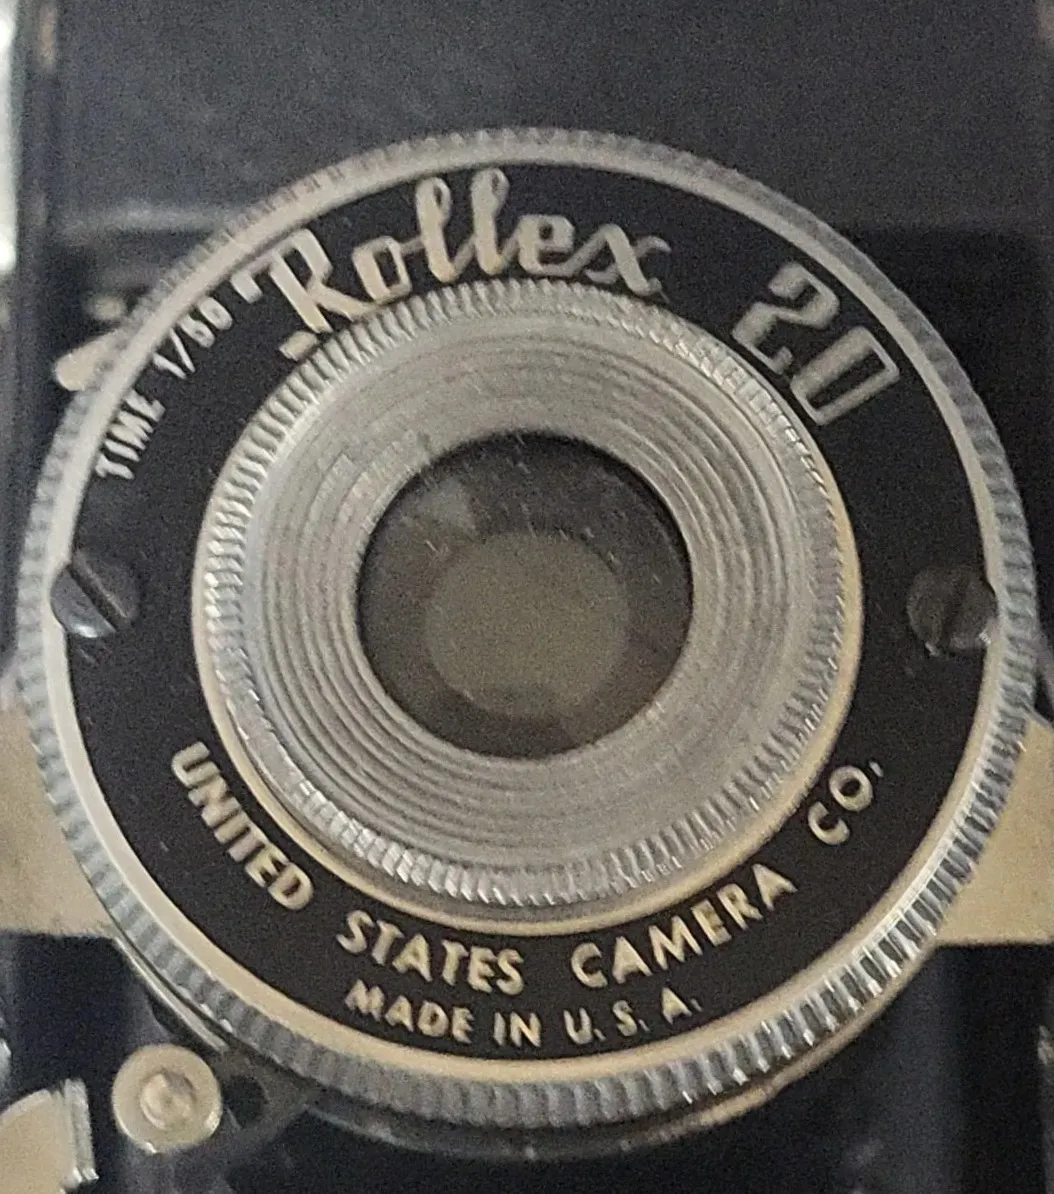 Rollex 20
TIME 1/50
UNITED STATES CAMERA CO.
MADE IN U.S.A.